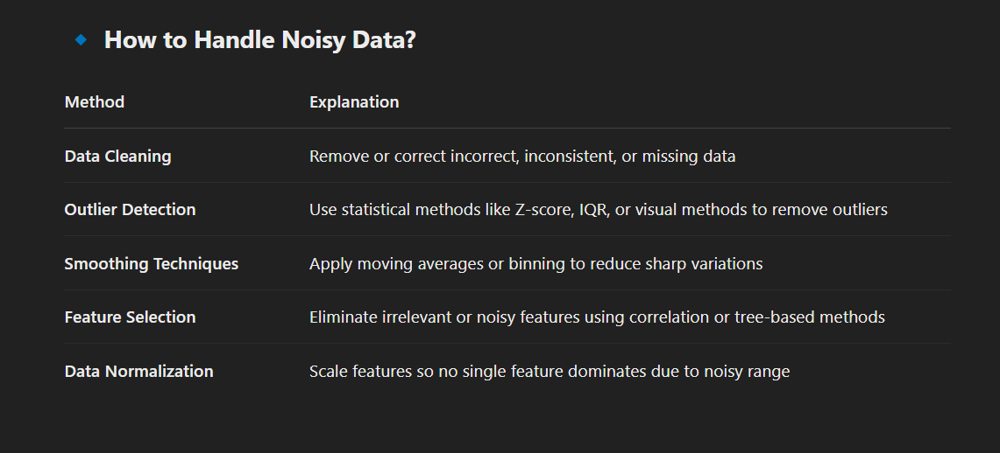 How to Handle Noisy Data?
Method Explanation
Data Cleaning Remove or correct incorrect, inconsistent, or missing data
Outlier Detection Use statistical methods like Z-score, IQR, or visual methods to remove outliers
Smoothing Techniques Apply moving averages or binning to reduce sharp variations
Feature Selection Eliminate irrelevant or noisy features using correlation or tree-based methods
Data Normalization Scale features so no single feature dominates due to noisy range